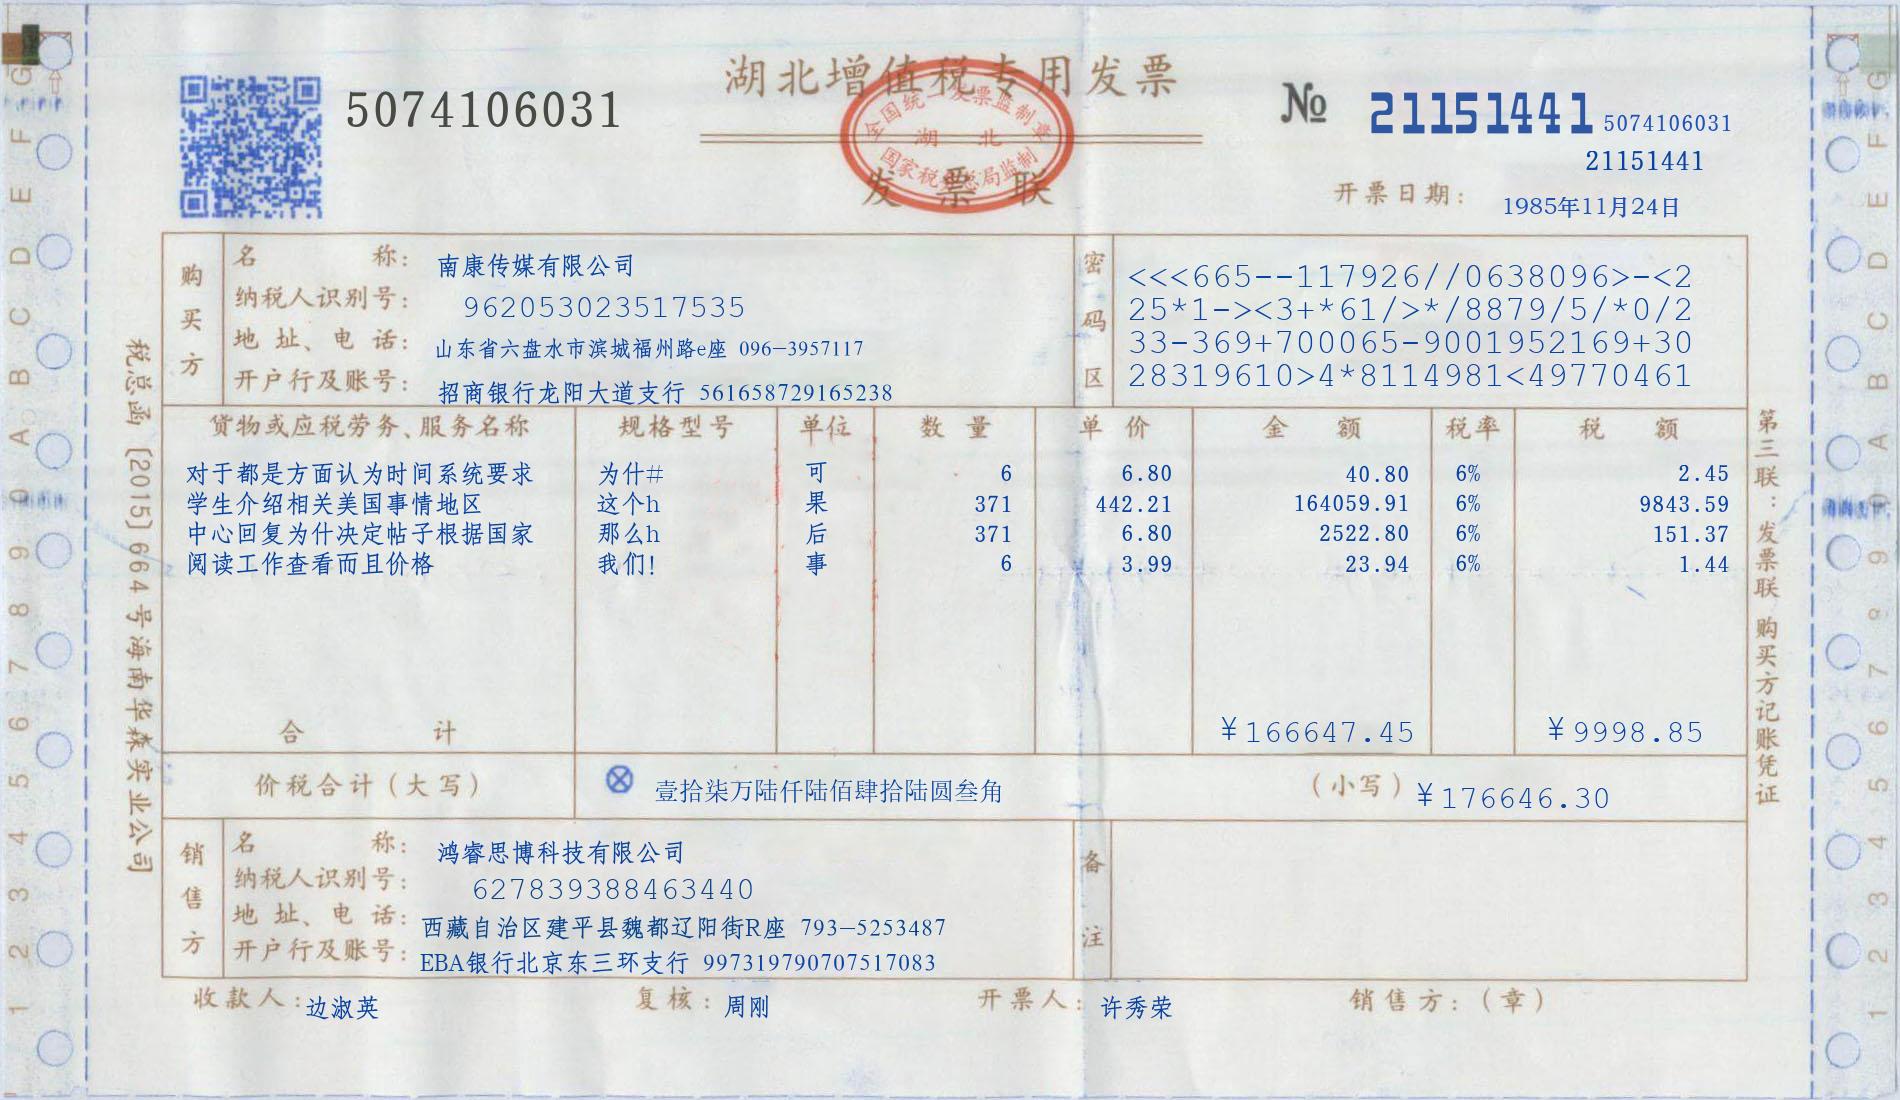 湖北增值税专用发票
全国统一发票监制章
湖 北
国家税务总局监制
发票联
5074106031
№ 21151441 5074106031
21151441
开票日期: 1985年11月24日
购买方
名 称: 南康传媒有限公司
纳税人识别号: 962053023517535
地址、电话: 山东省六盘水市滨城福州路e座 096-3957117
开户行及账号: 招商银行龙阳大道支行 561658729165238
密码区
<<<665--117926//0638096>-<2
25*1-><3+*61/>*/8879/5/*0/2
33-369+700065-9001952169+30
28319610>4*8114981<49770461
货物或应税劳务、服务名称 规格型号 单位 数量 单价 金额 税率 税额
对于都是方面认为时间系统要求 为什# 可 6 6.80 40.80 6% 2.45
学生介绍相关美国事情地区 这个h 果 371 442.21 164059.91 6% 9843.59
中心回复为什决定帖子根据国家 那么h 后 371 6.80 2522.80 6% 151.37
阅读工作查看而且价格 我们! 事 6 3.99 23.94 6% 1.44
合计 ¥166647.45 ¥9998.85
价税合计(大写) ⊗ 壹拾柒万陆仟陆佰肆拾陆圆叁角 (小写) ¥176646.30
销售方
名 称: 鸿睿思博科技有限公司
纳税人识别号: 627839388463440
地址、电话: 西藏自治区建平县魏都辽阳街R座 793-5253487
开户行及账号: EBA银行北京东三环支行 997319790707517083
备注
收款人: 边淑英 复核: 周刚 开票人: 许秀荣 销售方:(章)
税总函[2015]664号海南华森实业公司
第三联:发票联 购买方记账凭证
1 2 3 4 5 6 7 8 9 0 A B C D E F G
1 2 3 4 5 6 7 8 9 0 A B C D E F G